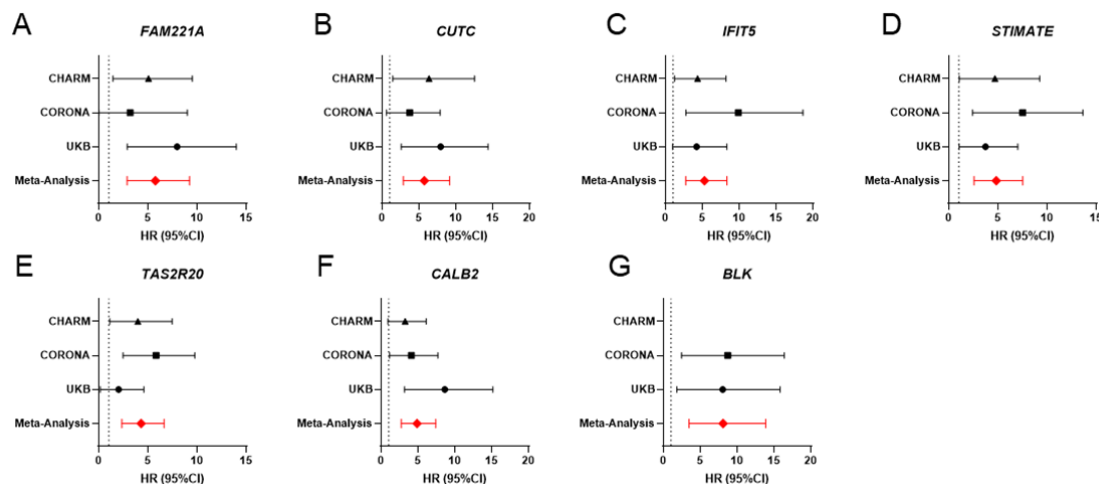 A FAM221A
CHARM
CORONA
UKB
Meta-Analysis
0 5 10 15
HR (95%CI)
B CUTC
CHARM
CORONA
UKB
Meta-Analysis
0 5 10 15 20
HR (95%CI)
C IFIT5
CHARM
CORONA
UKB
Meta-Analysis
0 5 10 15 20
HR (95%CI)
D STIMATE
CHARM
CORONA
UKB
Meta-Analysis
0 5 10 15
HR (95%CI)
E TAS2R20
CHARM
CORONA
UKB
Meta-Analysis
0 5 10 15
HR (95%CI)
F CALB2
CHARM
CORONA
UKB
Meta-Analysis
0 5 10 15 20
HR (95%CI)
G BLK
CHARM
CORONA
UKB
Meta-Analysis
0 5 10 15 20
HR (95%CI)